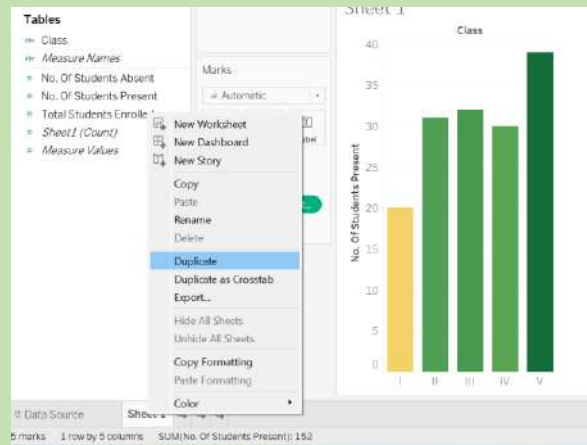 Tables
Abc Class
Abc Measure Names
# No. Of Students Absent
# No. Of Students Present
# Total Students Enrolle
# Sheet1 (Count)
# Measure Values
Marks
Automatic
New Worksheet
New Dashboard
New Story
Copy
Paste
Rename
Delete
Duplicate
Duplicate as Crosstab
Export...
Hide All Sheets
Unhide All Sheets
Copy Formatting
Paste Formatting
Color
Sheet 1
Class
No. Of Students Present
40
35
30
25
20
15
10
5
0
I II III IV V
Data Source Sheet 1
5 marks 1 row by 5 columns SUM(No. Of Students Present): 152